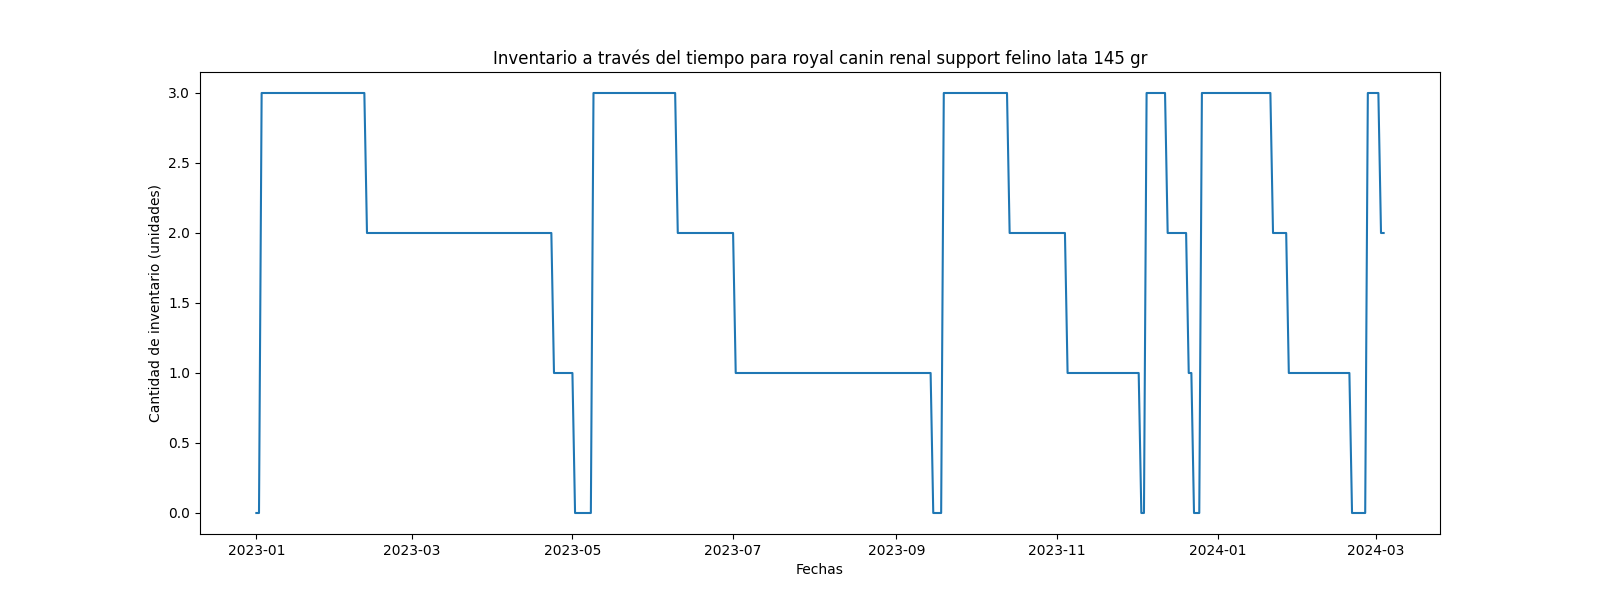 Inventario a través del tiempo para royal canin renal support felino lata 145 gr
Cantidad de inventario (unidades)
3.0
2.5
2.0
1.5
1.0
0.5
0.0
2023-01 2023-03 2023-05 2023-07 2023-09 2023-11 2024-01 2024-03
Fechas